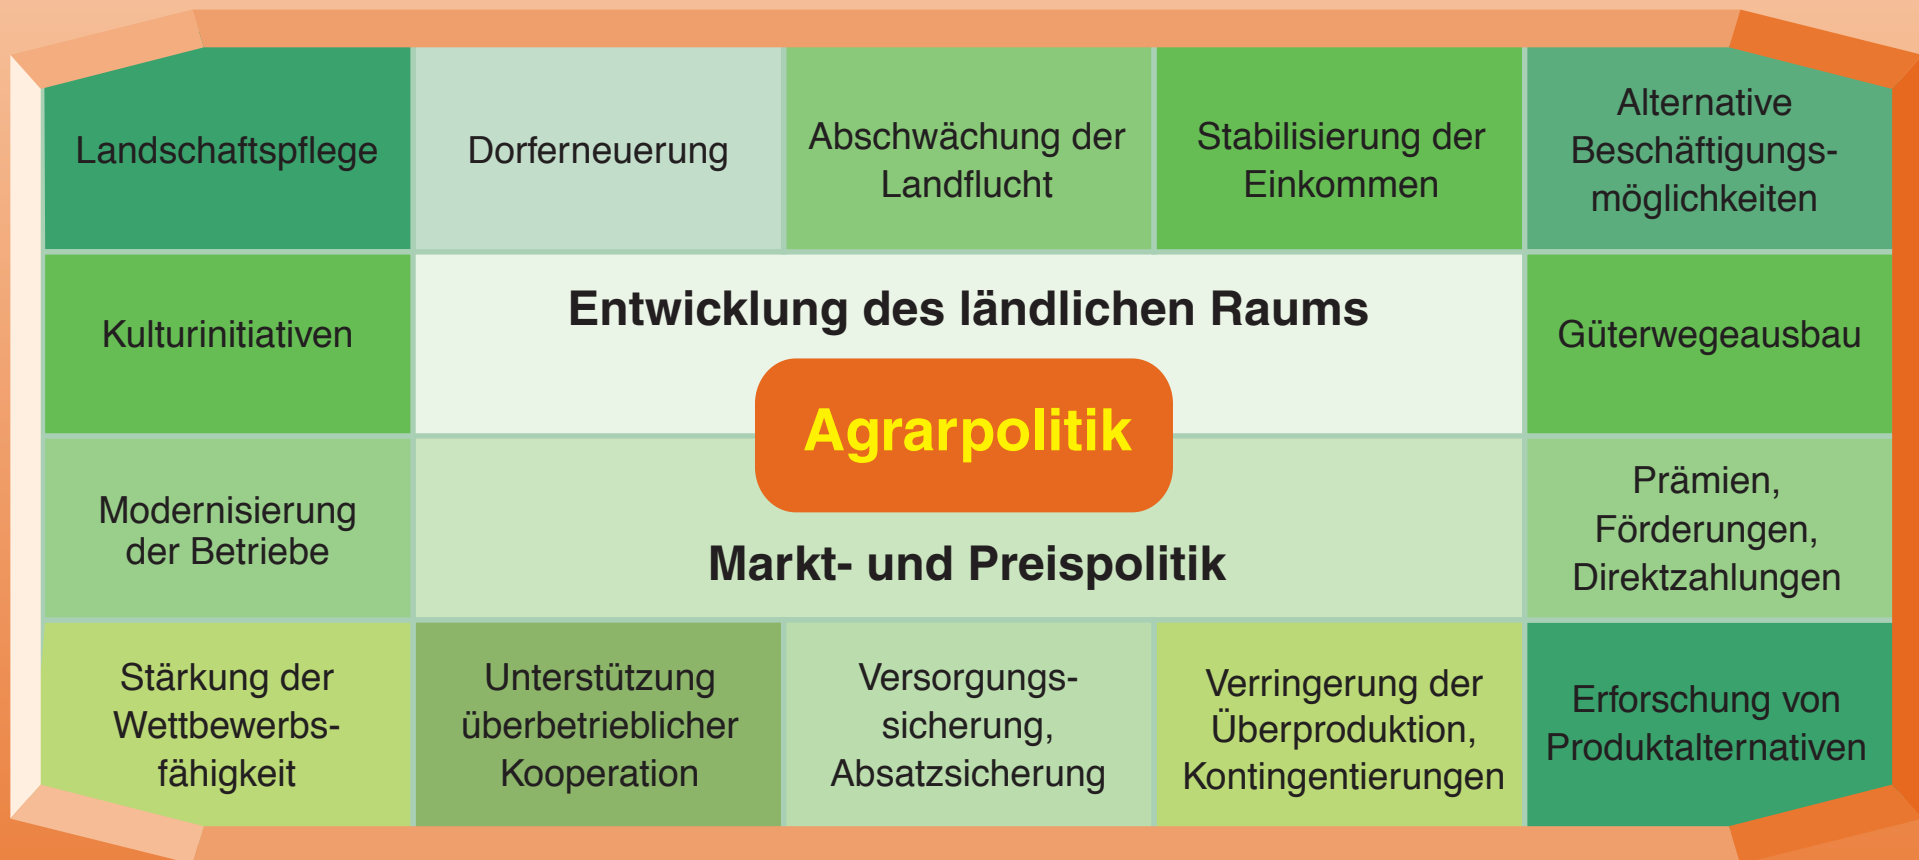 Landschaftspflege
Dorferneuerung
Abschwächung der
Landflucht
Stabilisierung der
Einkommen
Alternative
Beschäftigungs-
möglichkeiten
Kulturinitiativen
Entwicklung des ländlichen Raums
Güterwegeausbau
Agrarpolitik
Modernisierung
der Betriebe
Markt- und Preispolitik
Prämien,
Förderungen,
Direktzahlungen
Stärkung der
Wettbewerbs-
fähigkeit
Unterstützung
überbetrieblicher
Kooperation
Versorgungs-
sicherung,
Absatzsicherung
Verringerung der
Überproduktion,
Kontingentierungen
Erforschung von
Produktalternativen